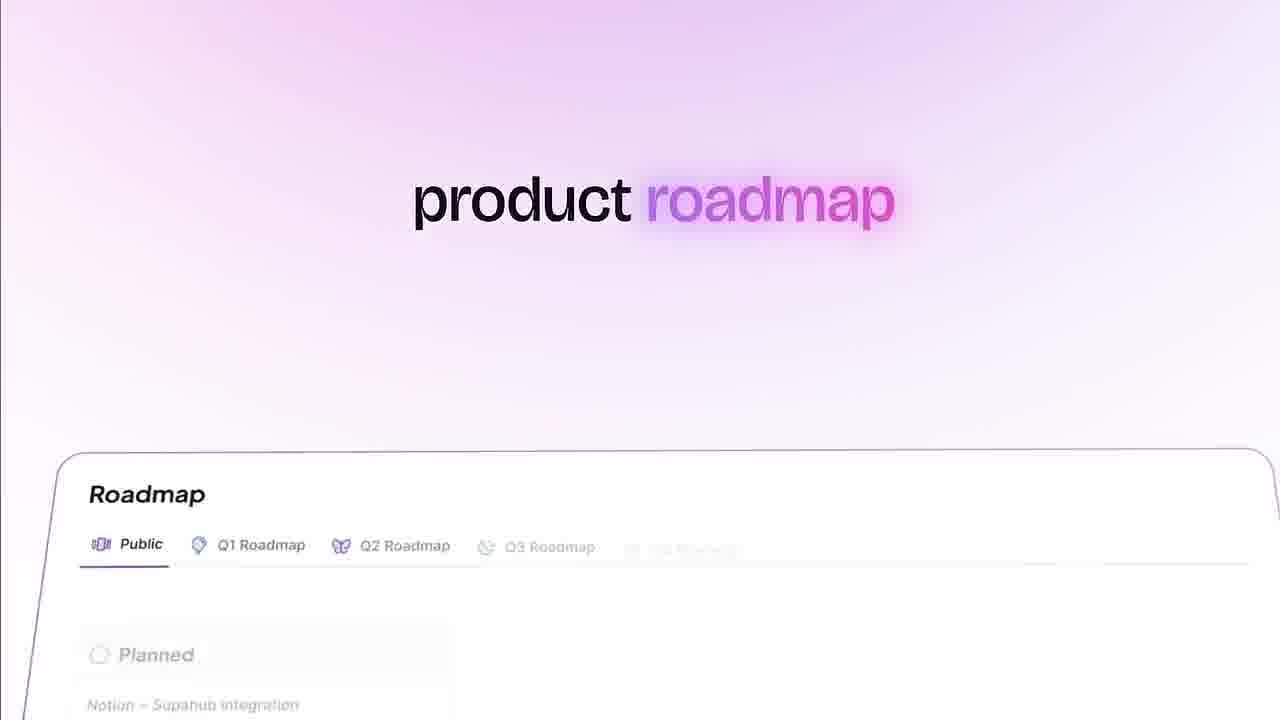 product roadmap
Roadmap
Public Q1 Roadmap Q2 Roadmap Q3 Roadmap
Planned
Notion – Supahub integration